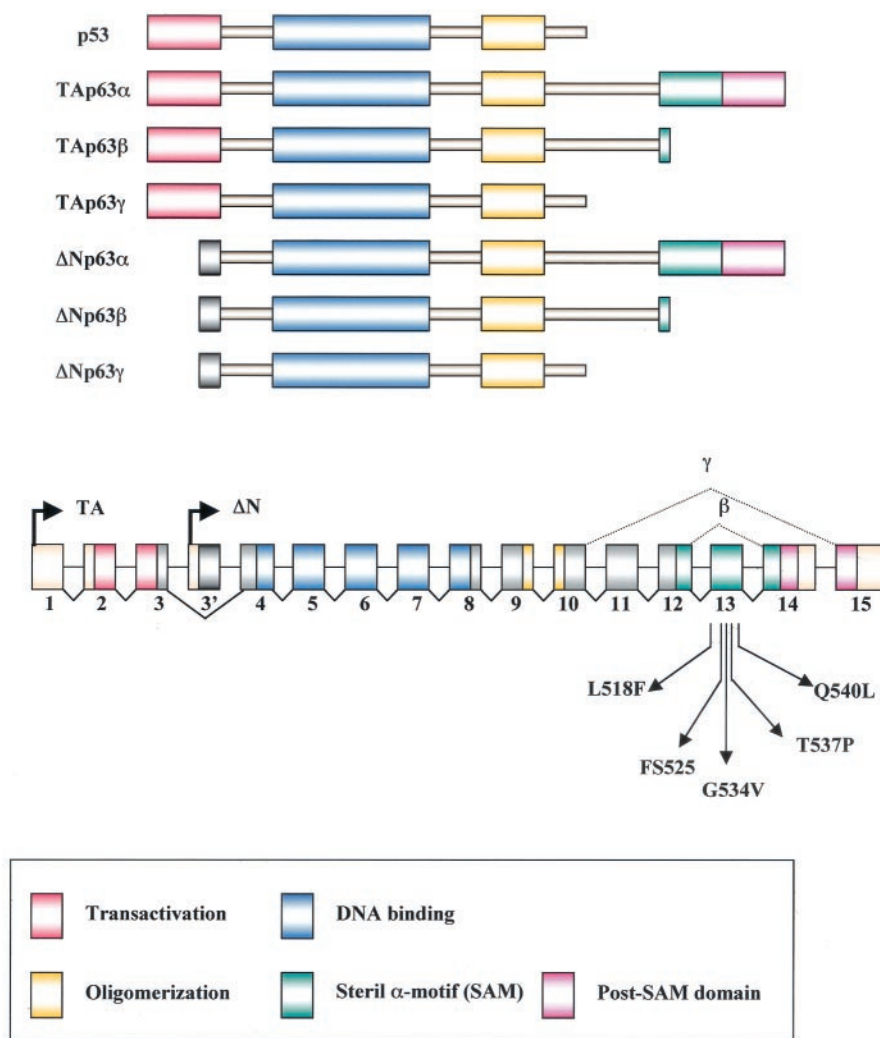 p53
TAp63α
TAp63β
TAp63γ
ΔNp63α
ΔNp63β
ΔNp63γ
γ
β
TA
ΔN
1 2 3 3' 4 5 6 7 8 9 10 11 12 13 14 15
L518F
Q540L
FS525
T537P
G534V
Transactivation
DNA binding
Oligomerization
Steril α-motif (SAM)
Post-SAM domain